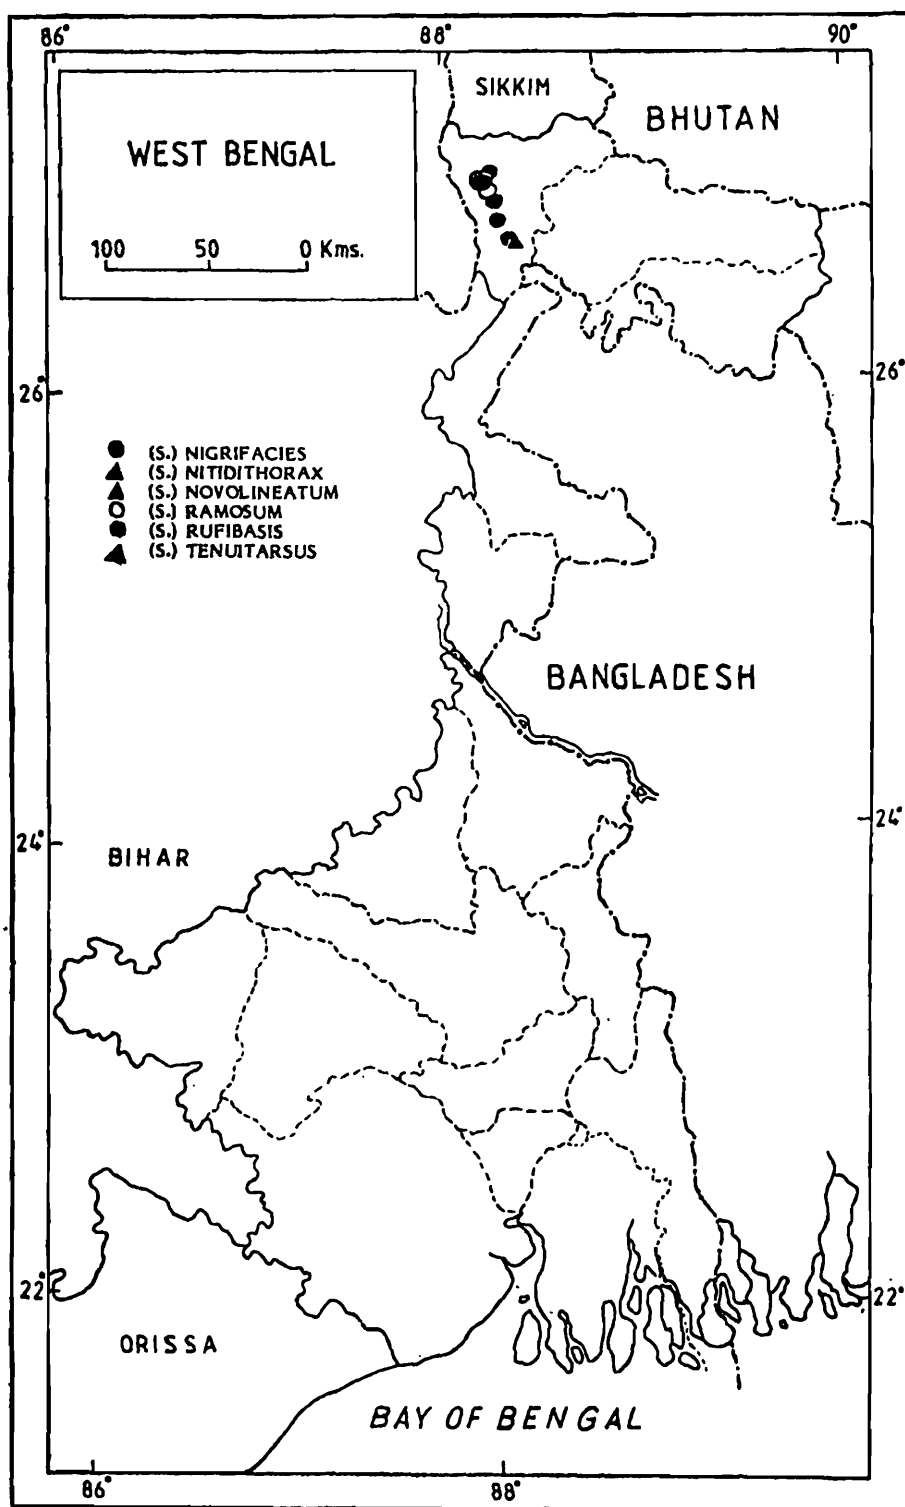 86° 88° 90°
SIKKIM
BHUTAN
WEST BENGAL
100 50 0 Kms.
26° 26°
(S.) NIGRIFACIES
(S.) NITIDITHORAX
(S.) NOVOLINEATUM
(S.) RAMOSUM
(S.) RUFIBASIS
(S.) TENUITARSUS
BANGLADESH
24° 24°
BIHAR
22° 22°
ORISSA
BAY OF BENGAL
86° 88°